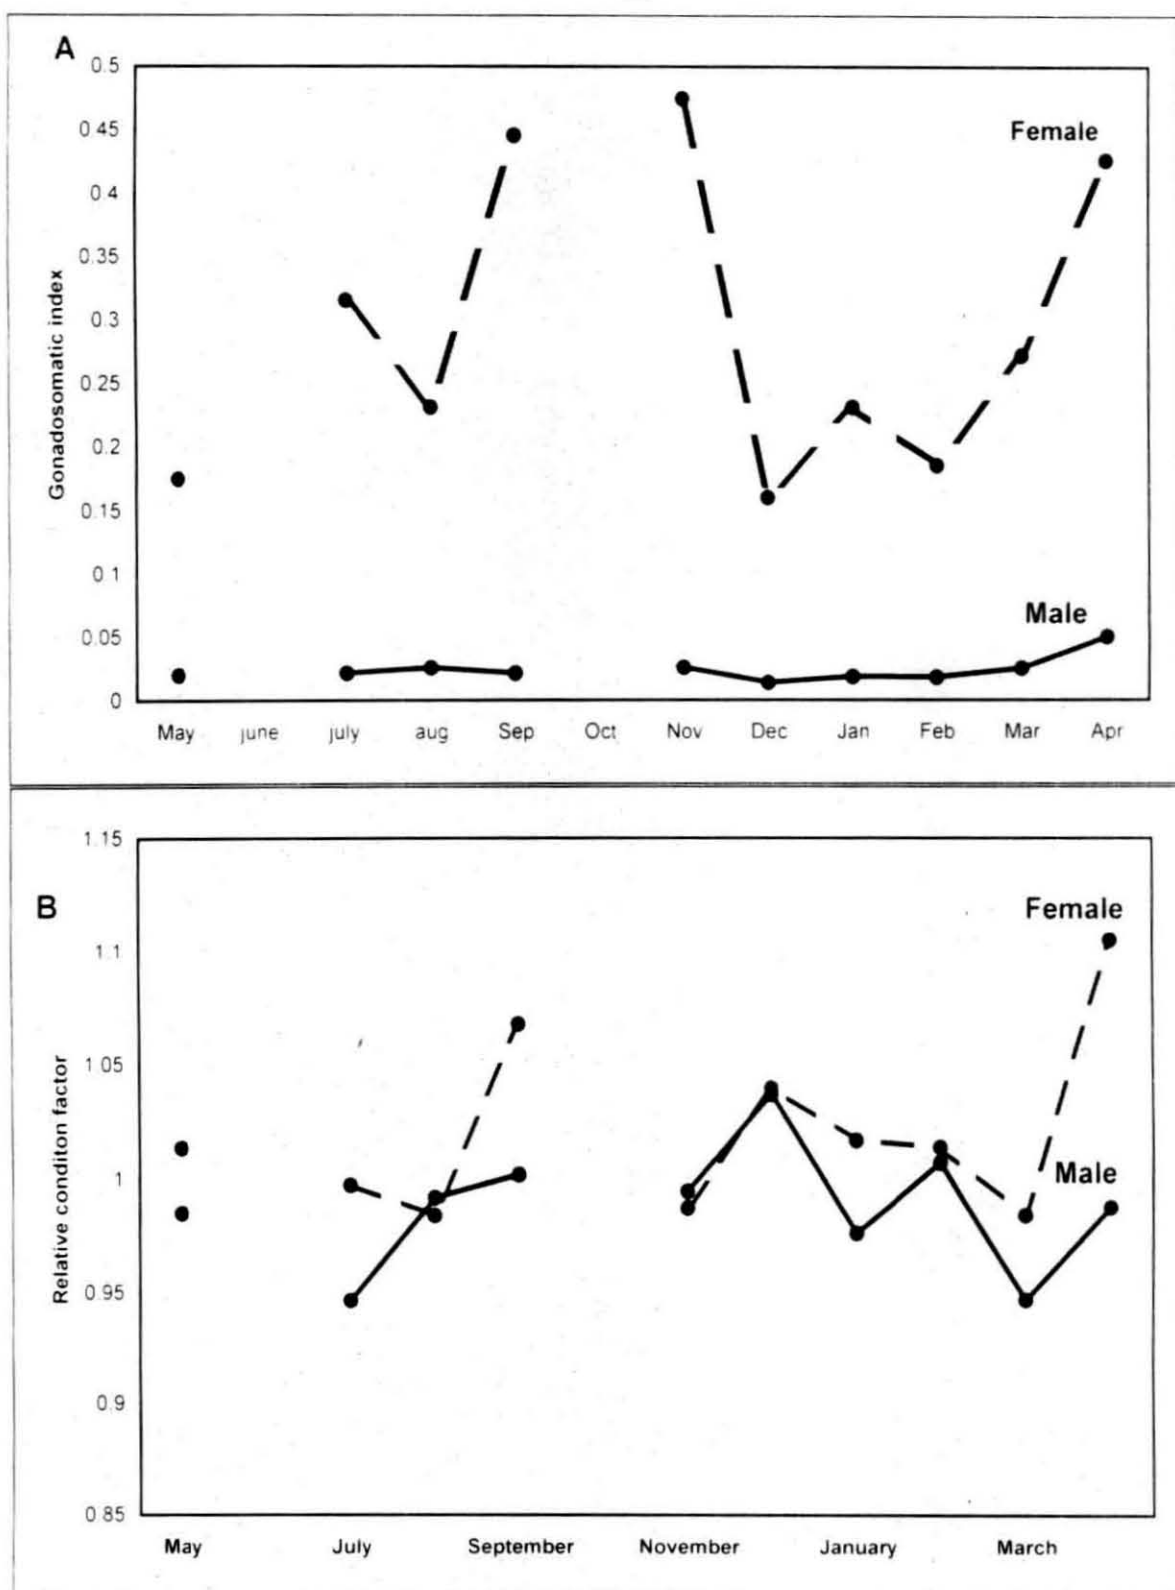 A
0.5
0.45
0.4
0.35
0.3
0.25
0.2
0.15
0.1
0.05
0
Gonadosomatic index
Female
Male
May june july aug Sep Oct Nov Dec Jan Feb Mar Apr
B
1.15
1.1
1.05
1
0.95
0.9
0.85
Relative conditon factor
Female
Male
May July September November January March